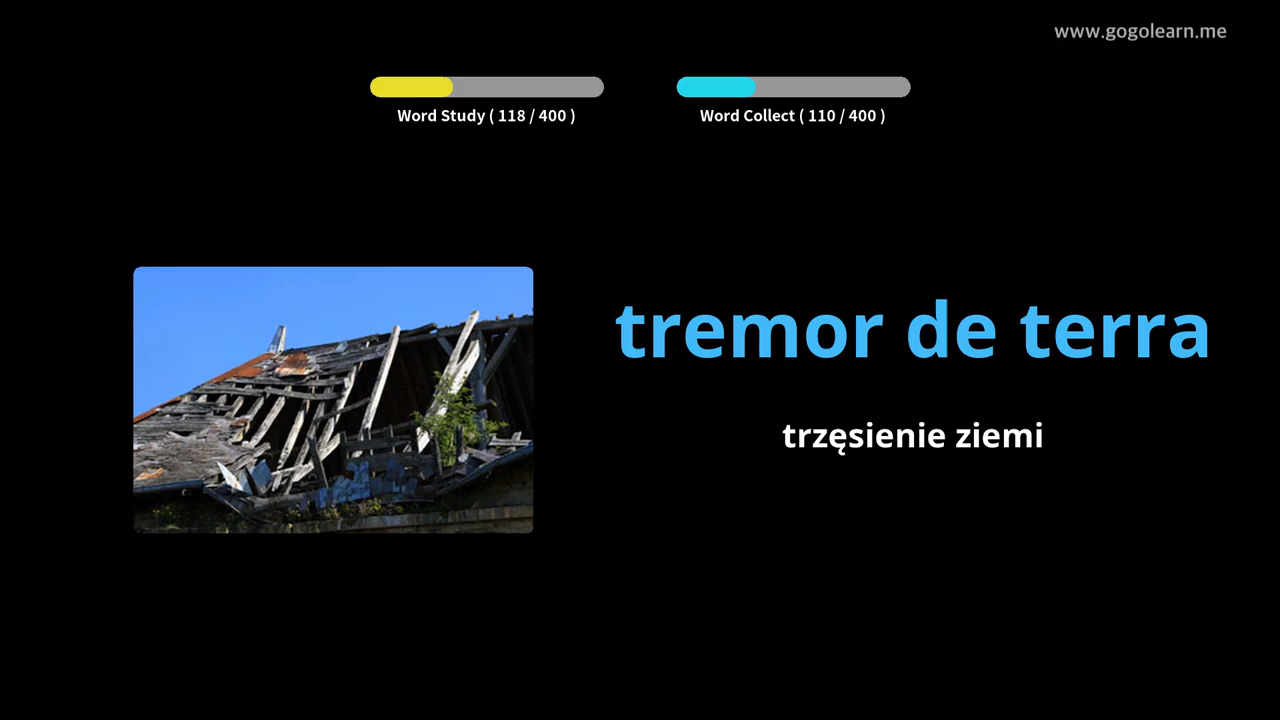 www.gogolearn.me
Word Study ( 118 / 400 )
Word Collect ( 110 / 400 )
tremor de terra
trzęsienie ziemi